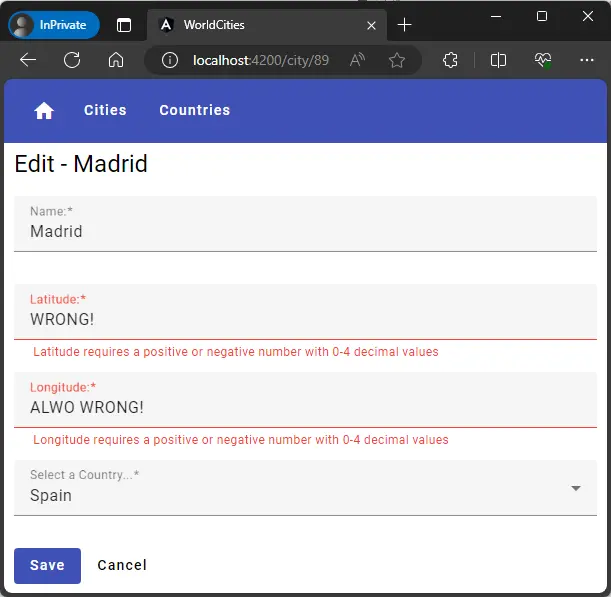 InPrivate
WorldCities
localhost:4200/city/89
Cities Countries
Edit - Madrid
Name:*
Madrid
Latitude:*
WRONG!
Latitude requires a positive or negative number with 0-4 decimal values
Longitude:*
ALWO WRONG!
Longitude requires a positive or negative number with 0-4 decimal values
Select a Country...*
Spain
Save Cancel